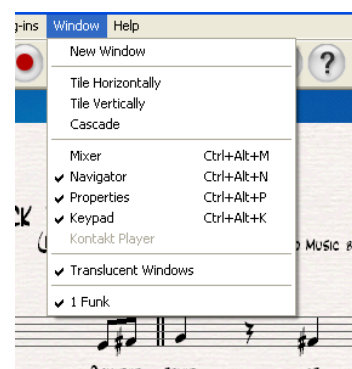 g-ins Window Help
New Window
?
Tile Horizontally
Tile Vertically
Cascade
Mixer Ctrl+Alt+M
Navigator Ctrl+Alt+N
Properties Ctrl+Alt+P
Keypad Ctrl+Alt+K
CK
Kontakt Player
Music B
Translucent Windows
1 Funk